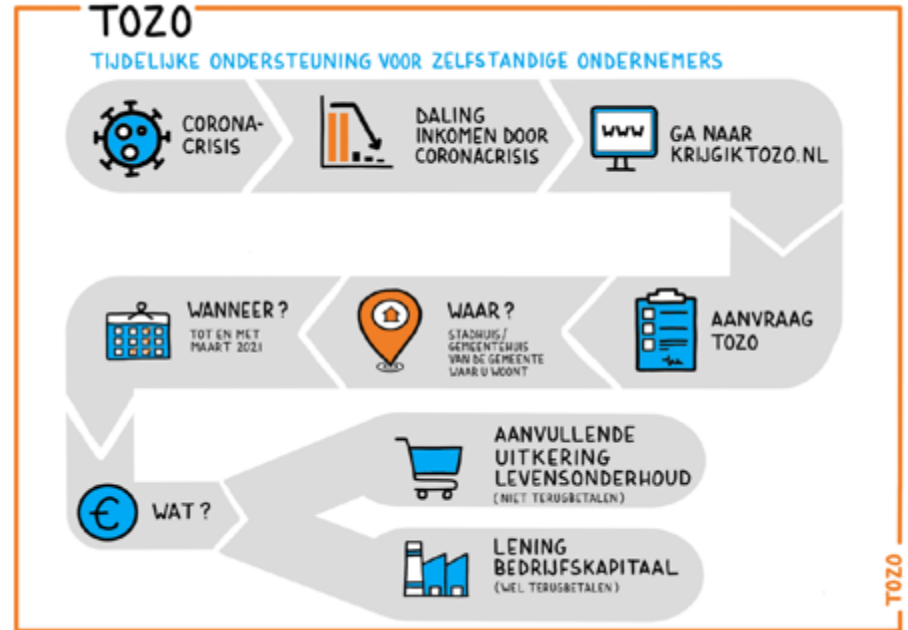 TOZO
TIJDELIJKE ONDERSTEUNING VOOR ZELFSTANDIGE ONDERNEMERS
CORONA-
CRISIS
DALING
INKOMEN DOOR
CORONACRISIS
WWW
GA NAAR
KRIJGIKTOZO.NL
AANVRAAG
TOZO
WAAR?
STADHUIS/
GEMEENTEHUIS
VAN DE GEMEENTE
WAAR U WOONT
WANNEER?
TOT EN MET
MAART 2021
€
WAT?
AANVULLENDE
UITKERING
LEVENSONDERHOUD
(NIET TERUGBETALEN)
LENING
BEDRIJFSKAPITAAL
(WEL TERUGBETALEN)
TOZO